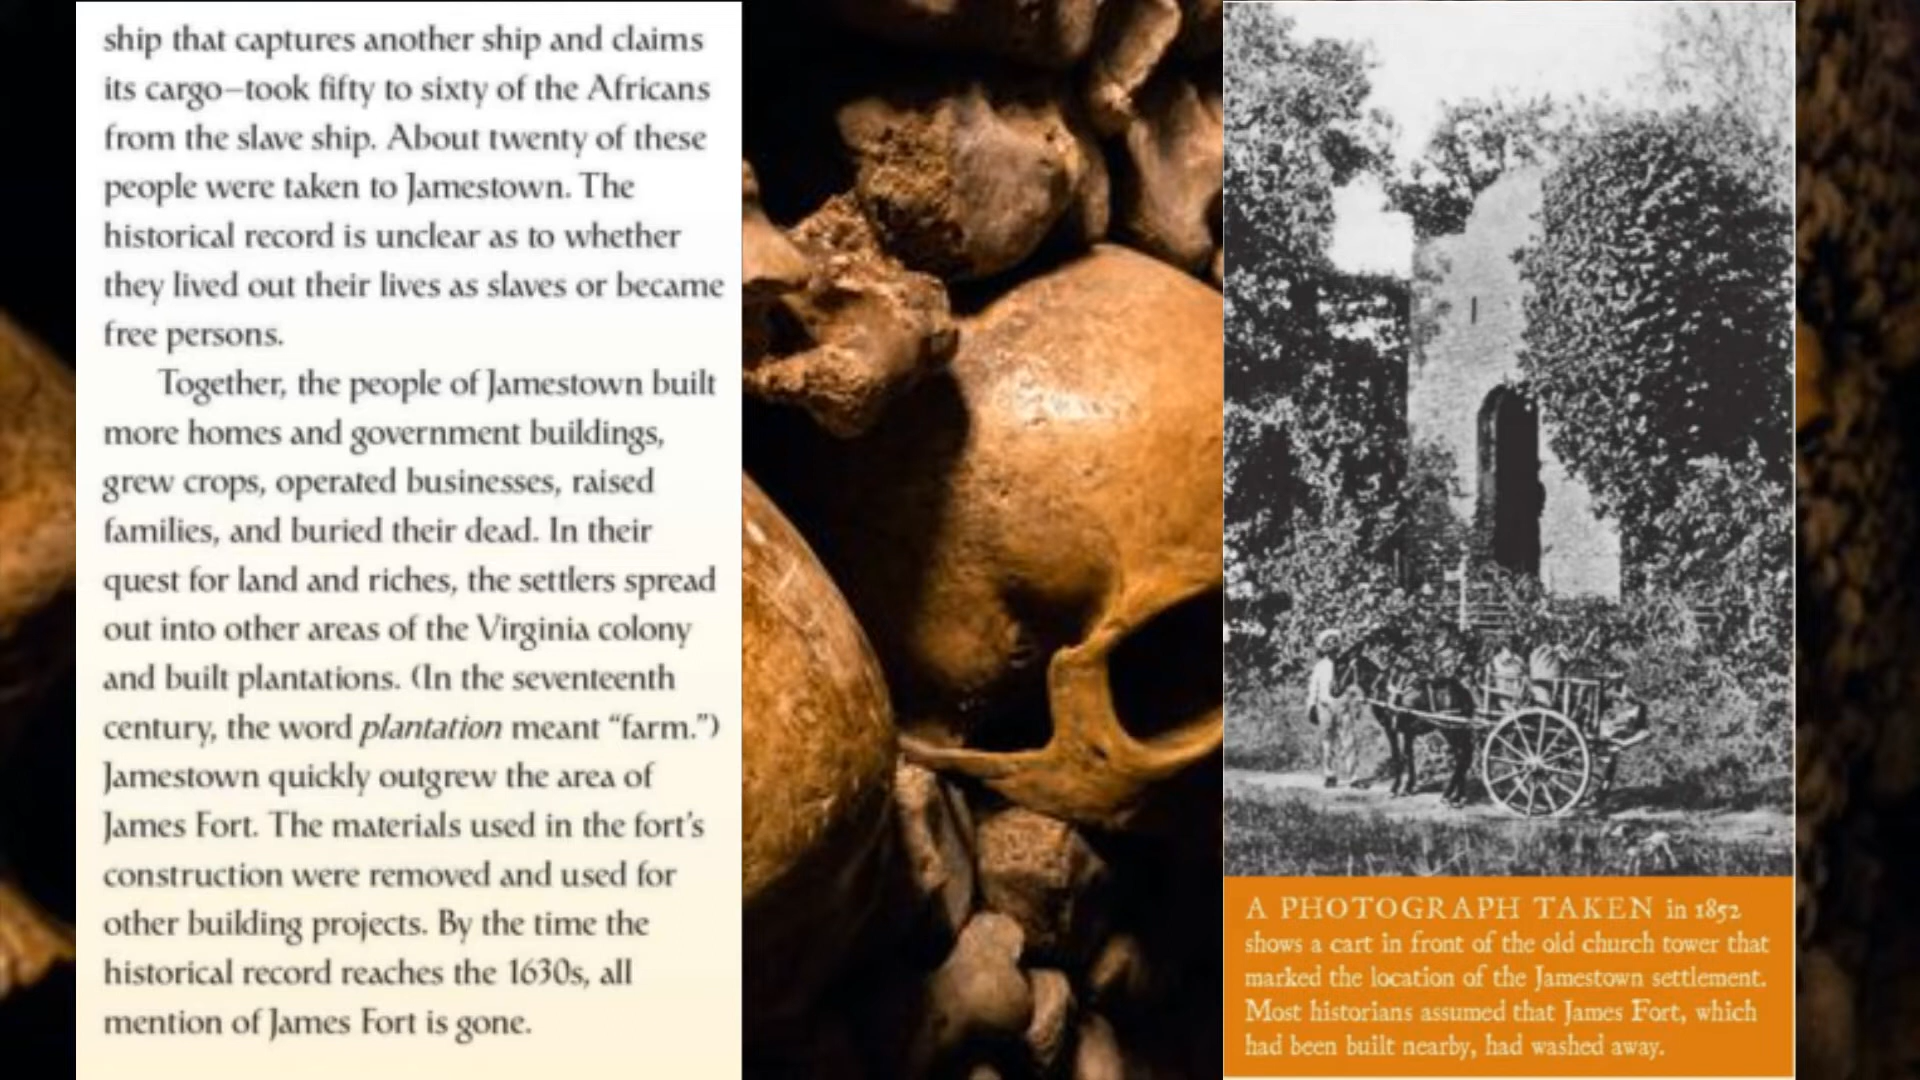 ship that captures another ship and claims
its cargo—took fifty to sixty of the Africans
from the slave ship. About twenty of these
people were taken to Jamestown. The
historical record is unclear as to whether
they lived out their lives as slaves or became
free persons.
Together, the people of Jamestown built
more homes and government buildings,
grew crops, operated businesses, raised
families, and buried their dead. In their
quest for land and riches, the settlers spread
out into other areas of the Virginia colony
and built plantations. (In the seventeenth
century, the word plantation meant “farm.”)
Jamestown quickly outgrew the area of
James Fort. The materials used in the fort’s
construction were removed and used for
other building projects. By the time the
historical record reaches the 1630s, all
mention of James Fort is gone.
A PHOTOGRAPH TAKEN in 1852
shows a cart in front of the old church tower that
marked the location of the Jamestown settlement.
Most historians assumed that James Fort, which
had been built nearby, had washed away.